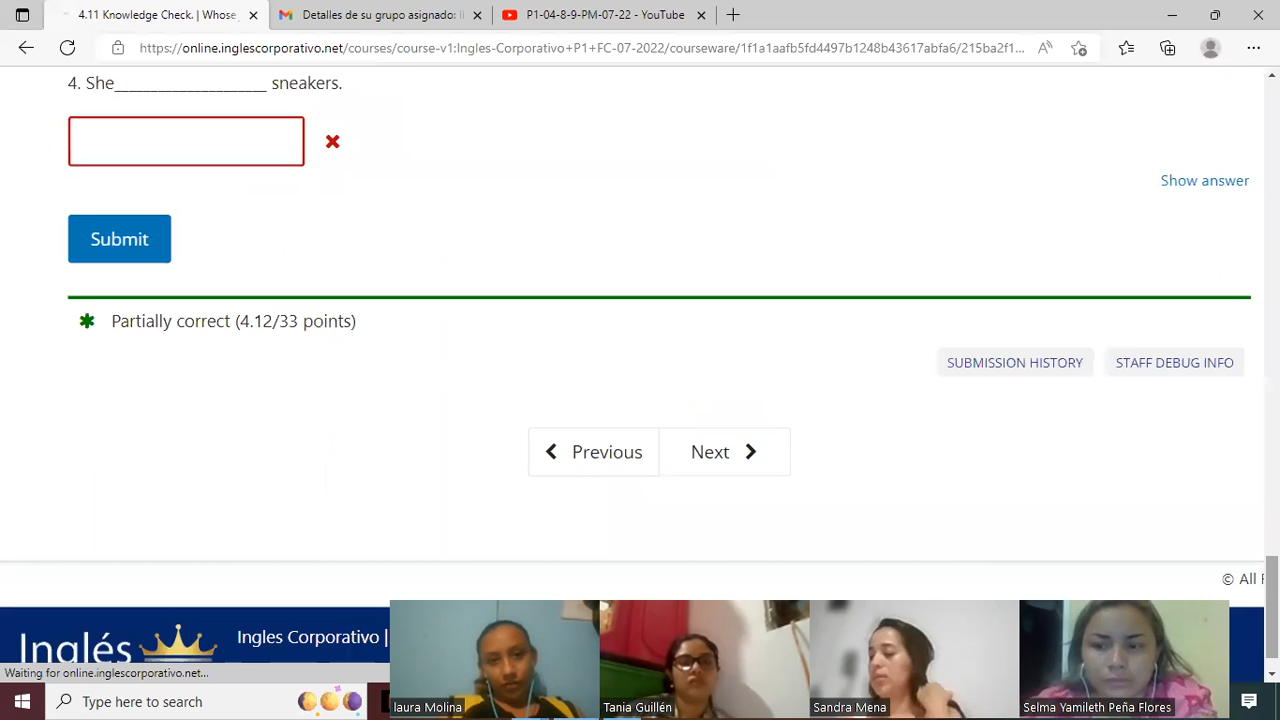 4.11 Knowledge Check. | Whose
Detalles de su grupo asignado: li
P1-04-8-9-PM-07-22 - YouTube
https://online.inglescorporativo.net/courses/course-v1:Ingles-Corporativo+P1+FC-07-2022/courseware/1f1a1aafb5fd4497b1248b43617abfa6/215ba2f1...
4. She____________________ sneakers.
Show answer
Submit
Partially correct (4.12/33 points)
SUBMISSION HISTORY
STAFF DEBUG INFO
Previous
Next
© All
Inglés
Ingles Corporativo |
Waiting for online.inglescorporativo.net...
Type here to search
laura Molina
Tania Guillén
Sandra Mena
Selma Yamileth Peña Flores